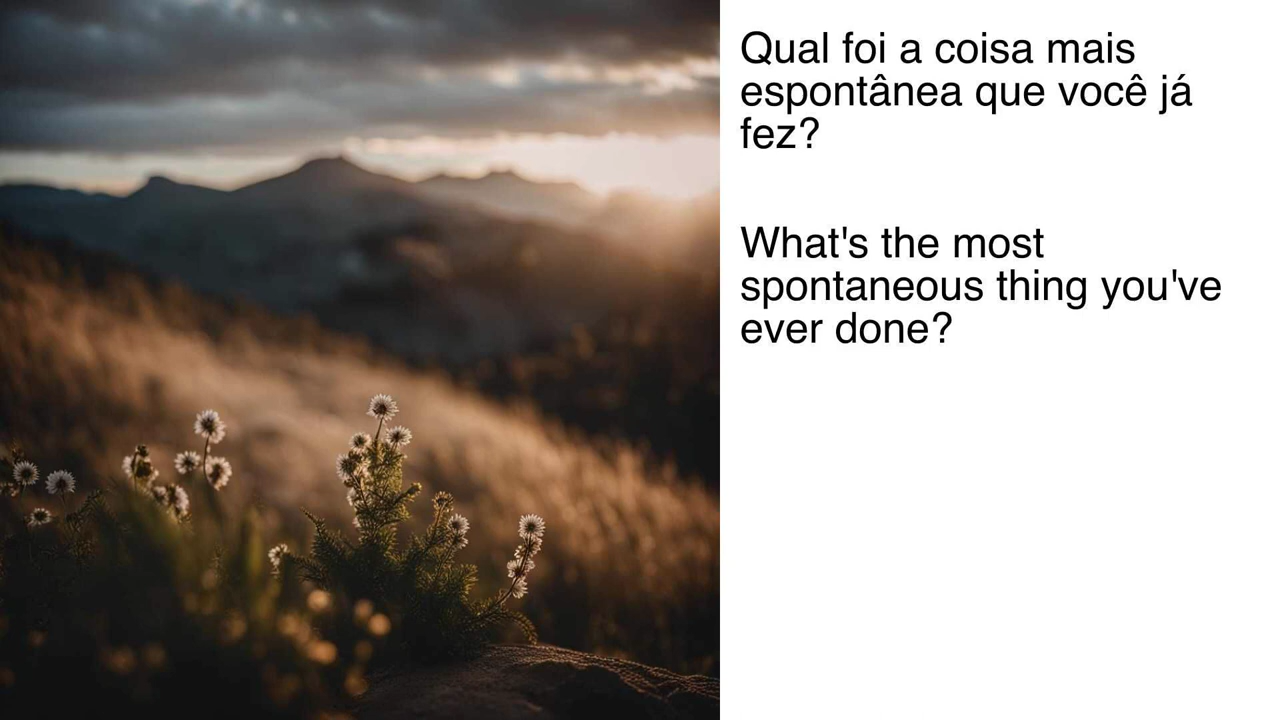 Qual foi a coisa mais
espontânea que você já
fez?
What's the most
spontaneous thing you've
ever done?